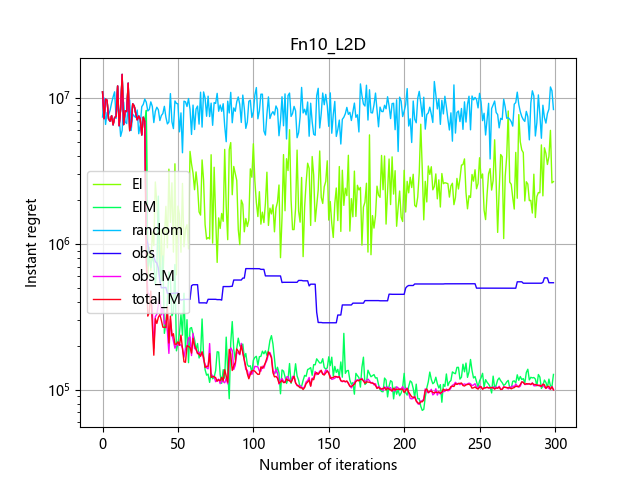 Fn10_L2D
Instant regret
10⁷
10⁶
10⁵
EI
EIM
random
obs
obs_M
total_M
0 50 100 150 200 250 300
Number of iterations